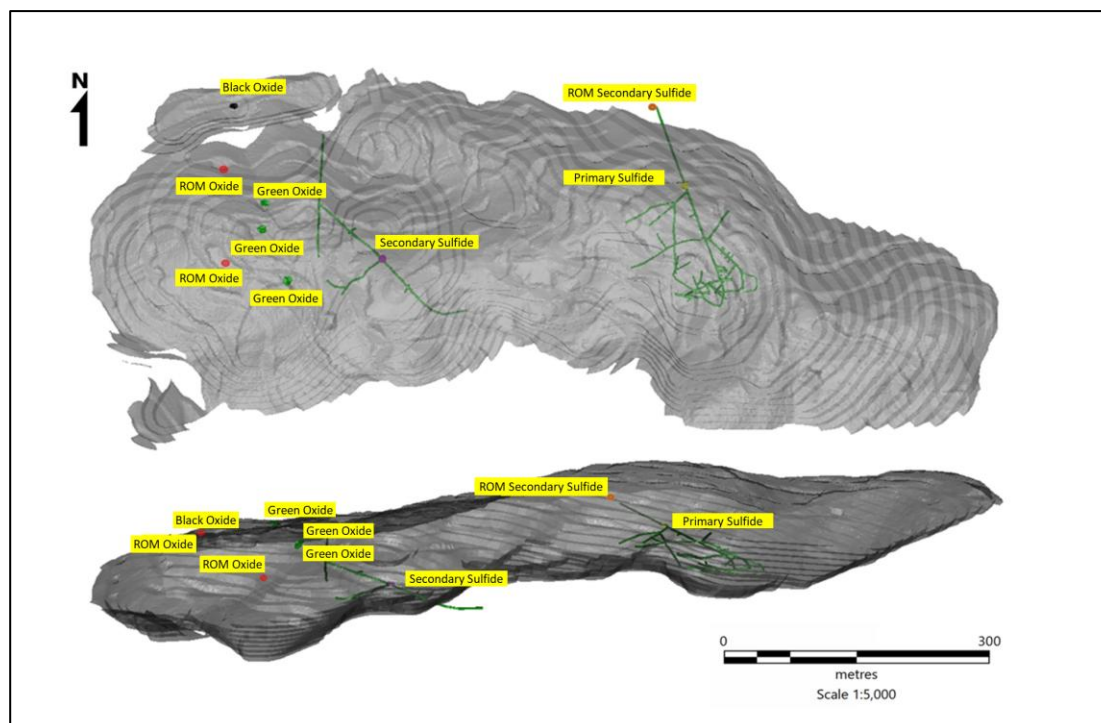 N
Black Oxide
ROM Secondary Sulfide
ROM Oxide
Green Oxide
Primary Sulfide
Green Oxide
Secondary Sulfide
ROM Oxide
Green Oxide
ROM Secondary Sulfide
Green Oxide
Black Oxide
Primary Sulfide
Green Oxide
ROM Oxide
Green Oxide
ROM Oxide
Secondary Sulfide
0 300
metres
Scale 1:5,000